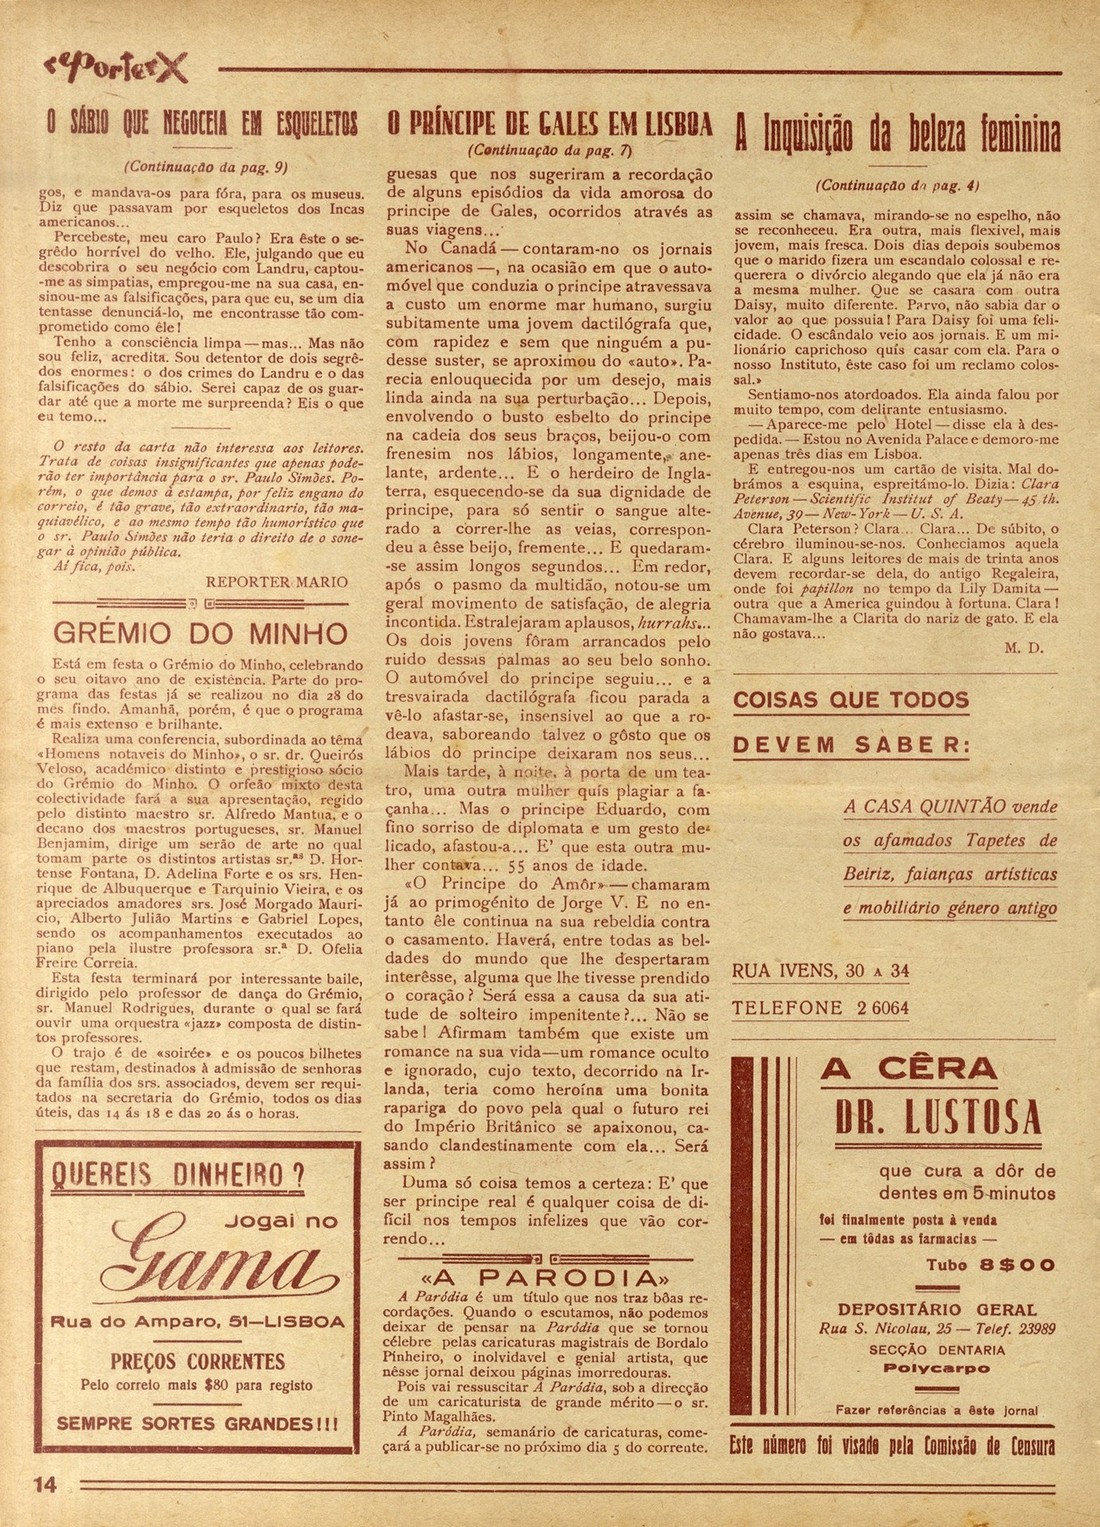 reporterX
O SÁBIO QUE NEGOCEIA EM ESQUELETOS
(Continuação da pag. 9)
gos, e mandava-os para fóra, para os museus.
Diz que passavam por esqueletos dos Incas
americanos...
Percebeste, meu caro Paulo? Era êste o se-
grêdo horrível do velho. Ele, julgando que eu
descobrira o seu negócio com Landru, captou-
-me as simpatias, empregou-me na sua casa, en-
sinou-me as falsificações, para que eu, se um dia
tentasse denunciá-lo, me encontrasse tão com-
prometido como êle!
Tenho a consciência limpa — mas... Mas não
sou feliz, acredita. Sou detentor de dois segrê-
dos enormes: o dos crimes do Landru e o das
falsificações do sábio. Serei capaz de os guar-
dar até que a morte me surpreenda? Eis o que
eu temo...
O resto da carta não interessa aos leitores.
Trata de coisas insignificantes que apenas pode-
rão ter importância para o sr. Paulo Simões. Po-
rém, o que demos à estampa, por feliz engano do
correio, é tão grave, tão extraordinario, tão ma-
quiavélico, e ao mesmo tempo tão humorístico que
o sr. Paulo Simões não teria o direito de o sone-
gar à opinião pública.
Aí fica, pois.
REPORTER MARIO
GRÉMIO DO MINHO
Está em festa o Grémio do Minho, celebrando
o seu oitavo ano de existência. Parte do pro-
grama das festas já se realizou no dia 28 do
mês findo. Amanhã, porém, é que o programa
é mais extenso e brilhante.
Realiza uma conferencia, subordinada ao têma
«Homens notaveis do Minho», o sr. dr. Queirós
Veloso, académico distinto e prestigioso sócio
do Grémio do Minho. O orfeão mixto desta
colectividade fará a sua apresentação, regido
pelo distinto maestro sr. Alfredo Mantua, e o
decano dos maestros portugueses, sr. Manuel
Benjamim, dirige um serão de arte no qual
tomam parte os distintos artistas sr.ªˢ D. Hor-
tense Fontana, D. Adelina Forte e os srs. Hen-
rique de Albuquerque e Tarquinio Vieira, e os
apreciados amadores srs. José Morgado Mauri-
cio, Alberto Julião Martins e Gabriel Lopes,
sendo os acompanhamentos executados ao
piano pela ilustre professora sr.ª D. Ofelia
Freire Correia.
Esta festa terminará por interessante baile,
dirigido pelo professor de dança do Grémio,
sr. Manuel Rodrigues, durante o qual se fará
ouvir uma orquestra «jazz» composta de distin-
tos professores.
O trajo é de «soirée» e os poucos bilhetes
que restam, destinados à admissão de senhoras
da família dos srs. associados, devem ser requi-
tados na secretaria do Grémio, todos os dias
úteis, das 14 ás 18 e das 20 ás 0 horas.
QUEREIS DINHEIRO?
Jogai no
Gama
Rua do Amparo, 51—LISBOA
PREÇOS CORRENTES
Pelo correio mais $80 para registo
SEMPRE SORTES GRANDES!!!
O PRÍNCIPE DE GALES EM LISBOA
(Continuação da pag. 7)
guesas que nos sugeriram a recordação
de alguns episódios da vida amorosa do
principe de Gales, ocorridos através as
suas viagens...
No Canadá — contaram-no os jornais
americanos —, na ocasião em que o auto-
móvel que conduzia o principe atravessava
a custo um enorme mar humano, surgiu
subitamente uma jovem dactilógrafa que,
com rapidez e sem que ninguém a pu-
desse suster, se aproximou do «auto». Pa-
recia enlouquecida por um desejo, mais
linda ainda na sua perturbação... Depois,
envolvendo o busto esbelto do principe
na cadeia dos seus braços, beijou-o com
frenesim nos lábios, longamente, ane-
lante, ardente... E o herdeiro de Ingla-
terra, esquecendo-se da sua dignidade de
principe, para só sentir o sangue alte-
rado a correr-lhe as veias, correspon-
deu a êsse beijo, fremente... E quedaram-
-se assim longos segundos... Em redor,
após o pasmo da multidão, notou-se um
geral movimento de satisfação, de alegria
incontida. Estralejaram aplausos, hurrahs...
Os dois jovens fôram arrancados pelo
ruido dessas palmas ao seu belo sonho.
O automóvel do principe seguiu... e a
tresvairada dactilógrafa ficou parada a
vê-lo afastar-se, insensivel ao que a ro-
deava, saboreando talvez o gôsto que os
lábios do principe deixaram nos seus...
Mais tarde, à noite, à porta de um tea-
tro, uma outra mulher quís plagiar a fa-
çanha... Mas o principe Eduardo, com
fino sorriso de diplomata e um gesto de-
licado, afastou-a... E' que esta outra mu-
lher contava... 55 anos de idade.
«O Principe do Amôr» — chamaram
já ao primogénito de Jorge V. E no en-
tanto êle continua na sua rebeldia contra
o casamento. Haverá, entre todas as bel-
dades do mundo que lhe despertaram
interêsse, alguma que lhe tivesse prendido
o coração? Será essa a causa da sua ati-
tude de solteiro impenitente?... Não se
sabe! Afirmam também que existe um
romance na sua vida—um romance oculto
e ignorado, cujo texto, decorrido na Ir-
landa, teria como heroína uma bonita
rapariga do povo pela qual o futuro rei
do Império Britânico se apaixonou, ca-
sando clandestinamente com ela... Será
assim?
Duma só coisa temos a certeza: E' que
ser principe real é qualquer coisa de di-
fícil nos tempos infelizes que vão cor-
rendo...
«A PARODIA»
A Paródia é um título que nos traz bôas re-
cordações. Quando o escutamos, não podemos
deixar de pensar na Paródia que se tornou
célebre pelas caricaturas magistrais de Bordalo
Pinheiro, o inolvidavel e genial artista, que
nêsse jornal deixou páginas imorredouras.
Pois vai ressuscitar A Paródia, sob a direcção
de um caricaturista de grande mérito — o sr.
Pinto Magalhães.
A Paródia, semanário de caricaturas, come-
çará a publicar-se no próximo dia 5 do corrente.
A Inquisição da beleza feminina
(Continuação da pag. 4)
assim se chamava, mirando-se no espelho, não
se reconheceu. Era outra, mais flexivel, mais
jovem, mais fresca. Dois dias depois soubemos
que o marido fizera um escandalo colossal e re-
querera o divórcio alegando que ela já não era
a mesma mulher. Que se casara com outra
Daisy, muito diferente. Parvo, não sabia dar o
valor ao que possuia! Para Daisy foi uma feli-
cidade. O escândalo veio aos jornais. E um mi-
lionário caprichoso quís casar com ela. Para o
nosso Instituto, êste caso foi um reclamo colos-
sal.»
Sentiamo-nos atordoados. Ela ainda falou por
muito tempo, com delirante entusiasmo.
— Aparece-me pelo Hotel — disse ela à des-
pedida. — Estou no Avenida Palace e demoro-me
apenas três dias em Lisboa.
E entregou-nos um cartão de visita. Mal do-
brámos a esquina, espreitámo-lo. Dizia: Clara
Peterson — Scientific Institut of Beaty — 45 th.
Avenue, 39 — New-York — U. S. A.
Clara Peterson? Clara... Clara... De súbito, o
cérebro iluminou-se-nos. Conheciamos aquela
Clara. E alguns leitores de mais de trinta anos
devem recordar-se dela, do antigo Regaleira,
onde foi papillon no tempo da Lily Damita —
outra que a America guindou à fortuna. Clara!
Chamavam-lhe a Clarita do nariz de gato. E ela
não gostava...
M. D.
COISAS QUE TODOS
DEVEM SABER:
A CASA QUINTÃO vende
os afamados Tapetes de
Beiriz, faianças artísticas
e mobiliário género antigo
RUA IVENS, 30 A 34
TELEFONE 2 6064
A CÊRA
DR. LUSTOSA
que cura a dôr de
dentes em 5 minutos
foi finalmente posta à venda
— em tôdas as farmacias —
Tubo 8$00
DEPOSITÁRIO GERAL
Rua S. Nicolau, 25 — Telef. 23989
SECÇÃO DENTARIA
Polycarpo
Fazer referências a êste jornal
Este número foi visado pela Comissão de Censura
14